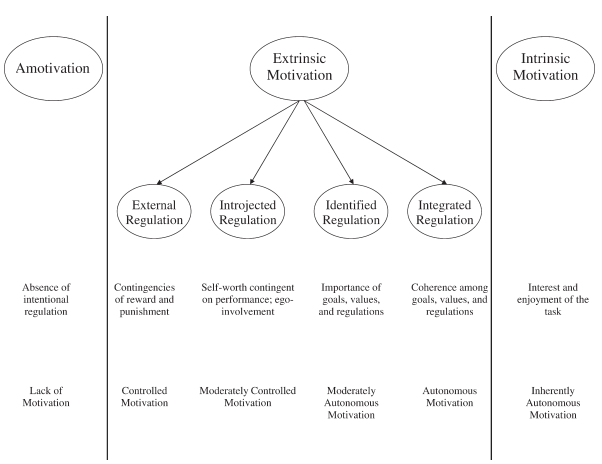 Amotivation
Extrinsic
Motivation
Intrinsic
Motivation
External
Regulation
Introjected
Regulation
Identified
Regulation
Integrated
Regulation
Absence of
intentional
regulation
Contingencies
of reward and
punishment
Self-worth contingent
on performance; ego-
involvement
Importance of
goals, values,
and regulations
Coherence among
goals, values, and
regulations
Interest and
enjoyment of the
task
Lack of
Motivation
Controlled
Motivation
Moderately Controlled
Motivation
Moderately
Autonomous
Motivation
Autonomous
Motivation
Inherently
Autonomous
Motivation